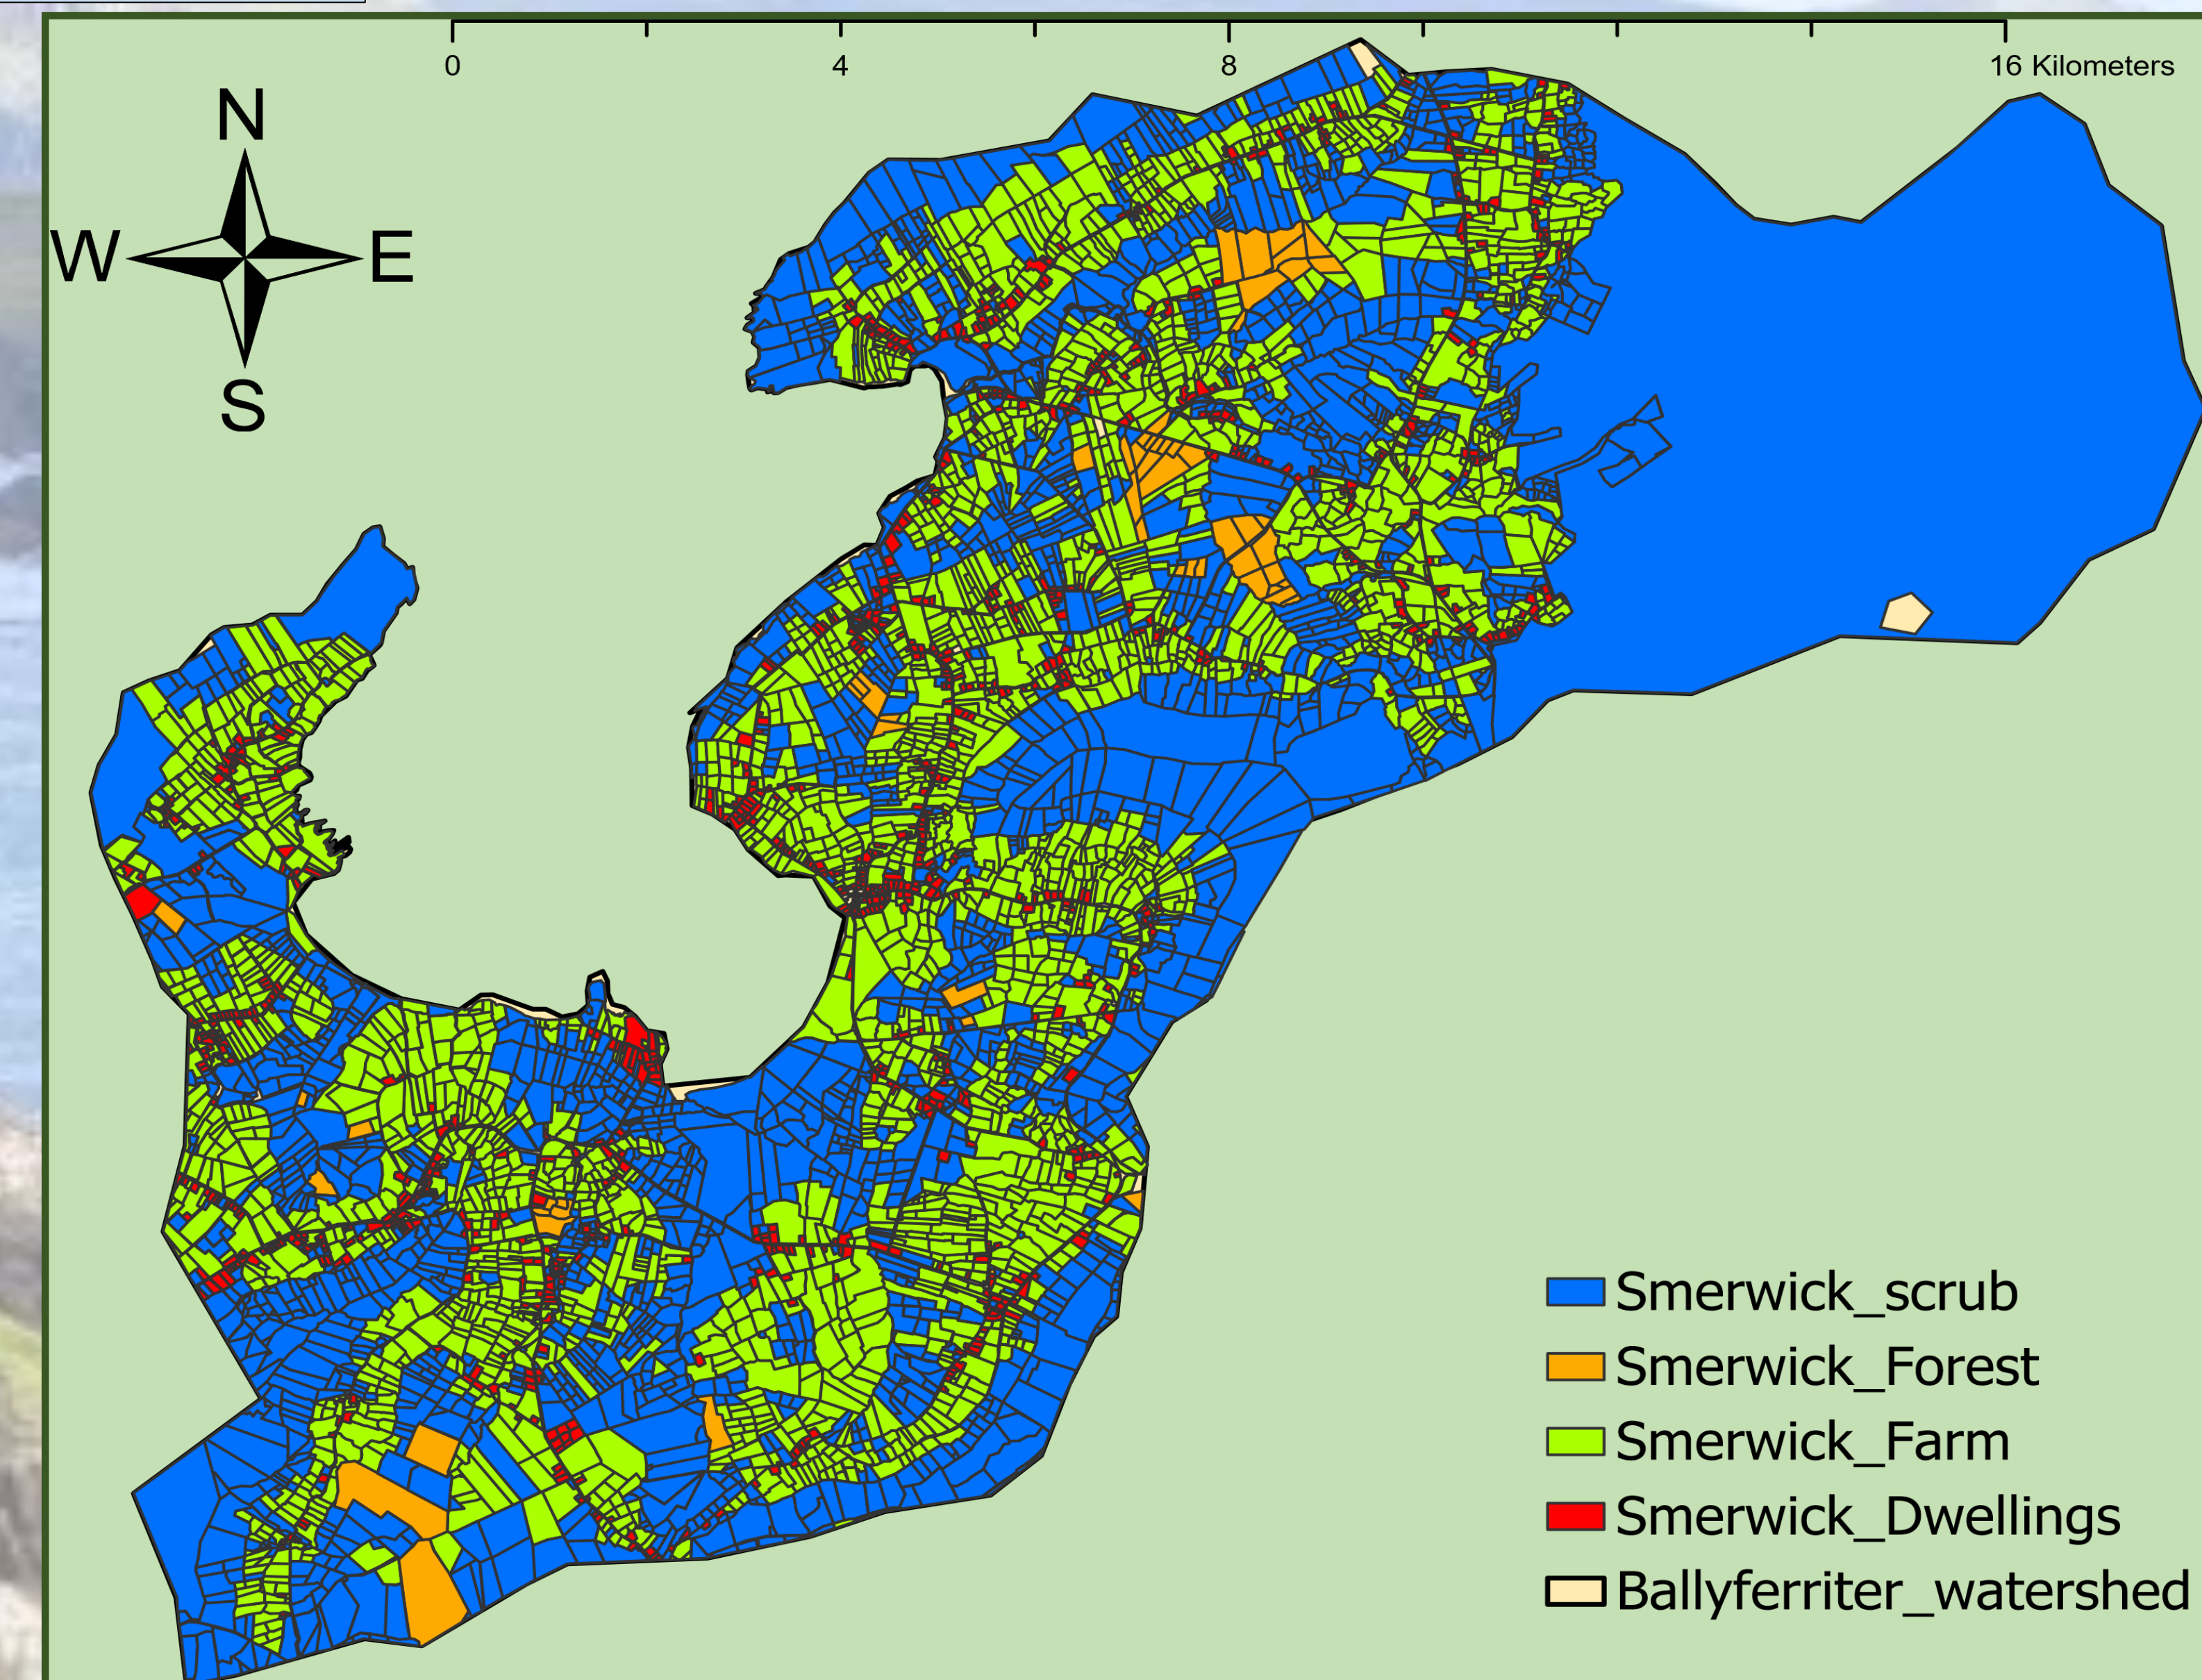 0 4 8 16 Kilometers
N
W E
S
Smerwick_scrub
Smerwick_Forest
Smerwick_Farm
Smerwick_Dwellings
Ballyferriter_watershed